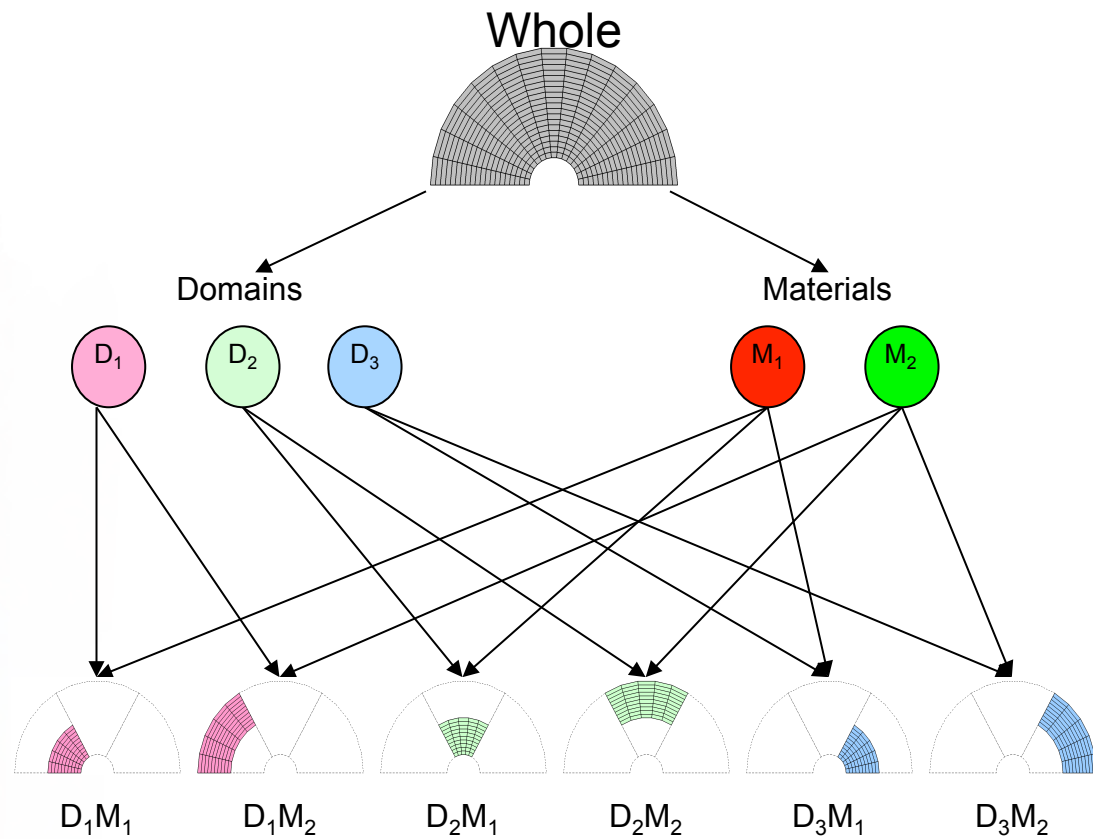 Whole
Domains Materials
D₁ D₂ D₃ M₁ M₂
D₁M₁ D₁M₂ D₂M₁ D₂M₂ D₃M₁ D₃M₂